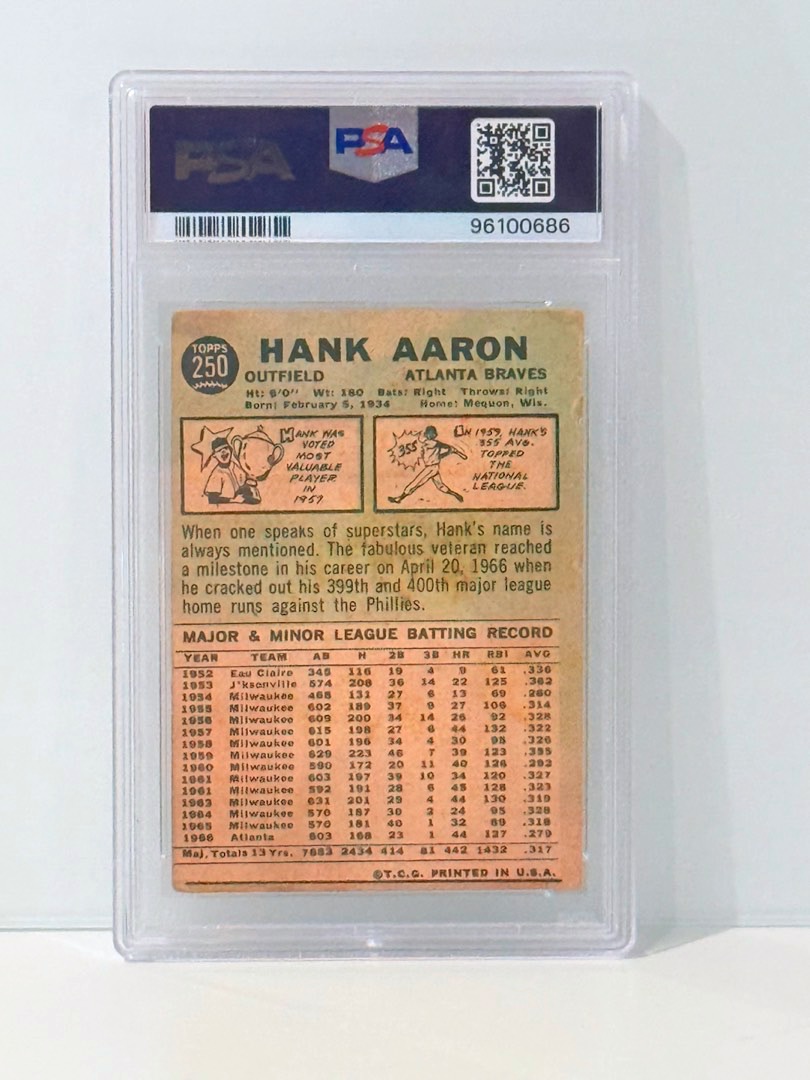 PSA PSA
96100686
TOPPS
250
HANK AARON
OUTFIELD ATLANTA BRAVES
Ht: 6'0" Wt: 180 Bats: Right Throws: Right
Born: February 5, 1934 Home: Mequon, Wis.
HANK WAS
VOTED
MOST
VALUABLE
PLAYER
IN
1957
355
IN 1959, HANK'S
355 AVG.
TOPPED
THE
NATIONAL
LEAGUE.
When one speaks of superstars, Hank's name is
always mentioned. The fabulous veteran reached
a milestone in his career on April 20, 1966 when
he cracked out his 399th and 400th major league
home runs against the Phillies.
MAJOR & MINOR LEAGUE BATTING RECORD
YEAR TEAM AB H 2B 3B HR RBI AVG
1952 Eau Claire 345 116 19 4 9 61 .336
1953 J'ksonville 574 208 36 14 22 125 .362
1954 Milwaukee 468 131 27 6 13 69 .280
1955 Milwaukee 602 189 37 9 27 106 .314
1956 Milwaukee 609 200 34 14 26 92 .328
1957 Milwaukee 615 198 27 6 44 132 .322
1958 Milwaukee 601 196 34 4 30 95 .326
1959 Milwaukee 629 223 46 7 39 123 .355
1960 Milwaukee 590 172 20 11 40 126 .292
1961 Milwaukee 603 197 39 10 34 120 .327
1961 Milwaukee 592 191 28 6 45 128 .323
1963 Milwaukee 631 201 29 4 44 130 .319
1964 Milwaukee 570 187 30 2 24 95 .328
1965 Milwaukee 570 181 40 1 32 89 .318
1966 Atlanta 603 168 23 1 44 127 .279
Maj. Totals 13 Yrs. 7683 2434 414 81 442 1432 .317
©T.C.G. PRINTED IN U.S.A.